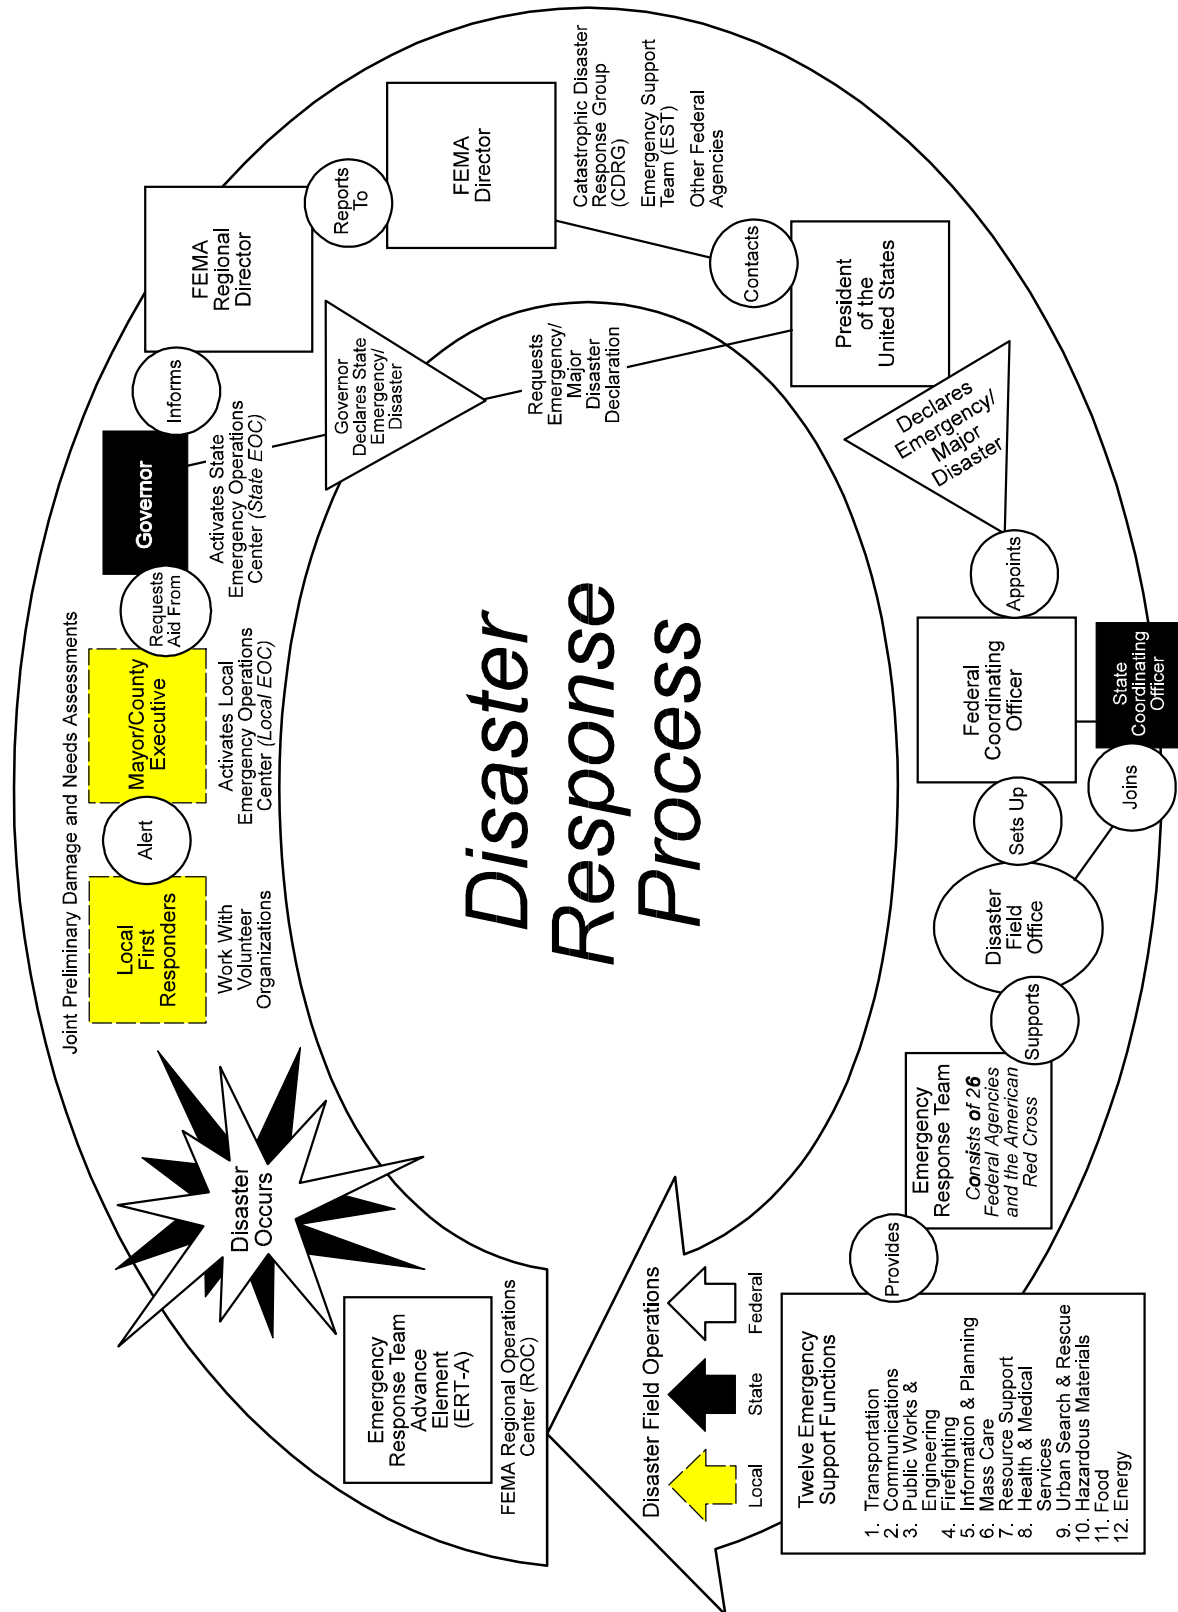 Joint Preliminary Damage and Needs Assessments
Disaster
Occurs
Local
First
Responders
Work With
Volunteer
Organizations
Alert
Mayor/County
Executive
Activates Local
Emergency Operations
Center (Local EOC)
Requests
Aid From
Governor
Activates State
Emergency Operations
Center (State EOC)
Informs
FEMA
Regional
Director
Governor
Declares State
Emergency/
Disaster
Reports
To
FEMA
Director
Catastrophic Disaster
Response Group
(CDRG)
Emergency Support
Team (EST)
Other Federal
Agencies
Requests
Emergency/
Major
Disaster
Declaration
Contacts
President
of the
United States
Declares
Emergency/
Major
Disaster
Appoints
Federal
Coordinating
Officer
State
Coordinating
Officer
Joins
Sets Up
Disaster
Field
Office
Supports
Emergency
Response Team
Consists of 26
Federal Agencies
and the American
Red Cross
Provides
Twelve Emergency
Support Functions
1. Transportation
2. Communications
3. Public Works &
Engineering
4. Firefighting
5. Information & Planning
6. Mass Care
7. Resource Support
8. Health & Medical
Services
9. Urban Search & Rescue
10. Hazardous Materials
11. Food
12. Energy
Disaster Field Operations
Local
State
Federal
Emergency
Response Team
Advance
Element
(ERT-A)
FEMA Regional Operations
Center (ROC)
Disaster
Response
Process